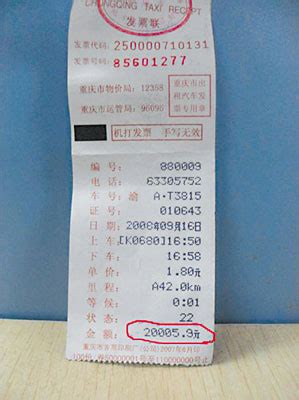 CHONGQING TAXI RECEIPT
发票联
发票代码: 250000710131
发票号码: 85601277
重庆市物价局: 12358
重庆市运管局: 96096
重庆市出
租汽车发
票专用章
机打发票 手写无效
编 号: 880009
电 话: 63305752
车 号: 渝 A·T3815
证 号: 010643
日 期: 2008年09月16日
上 车: [K0680]16:50
下 车: 16:58
单 价: 1.80元
里 程: A42.0km
等 候: 0:01
状 态: 22
金 额: 20005.9元